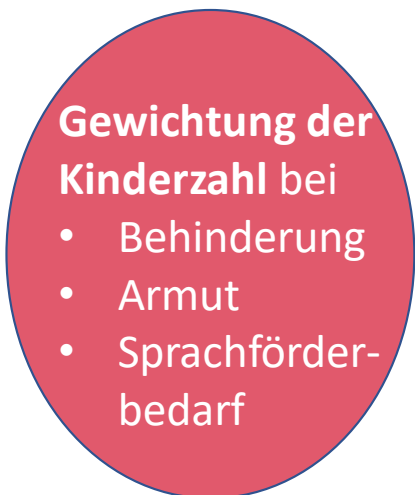 Gewichtung der
Kinderzahl bei
• Behinderung
• Armut
• Sprachförder-
bedarf